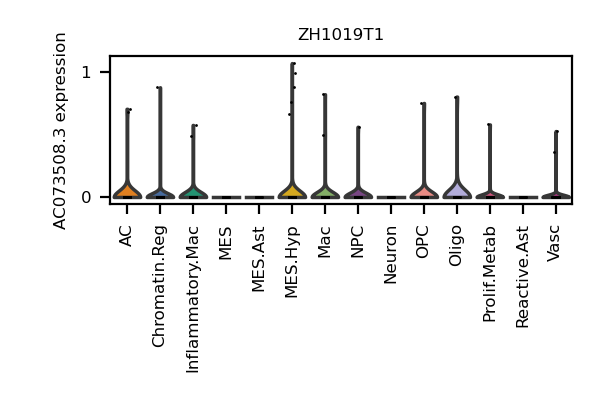 ZH1019T1
AC073508.3 expression
1
0
AC
Chromatin.Reg
Inflammatory.Mac
MES
MES.Ast
MES.Hyp
Mac
NPC
Neuron
OPC
Oligo
Prolif.Metab
Reactive.Ast
Vasc